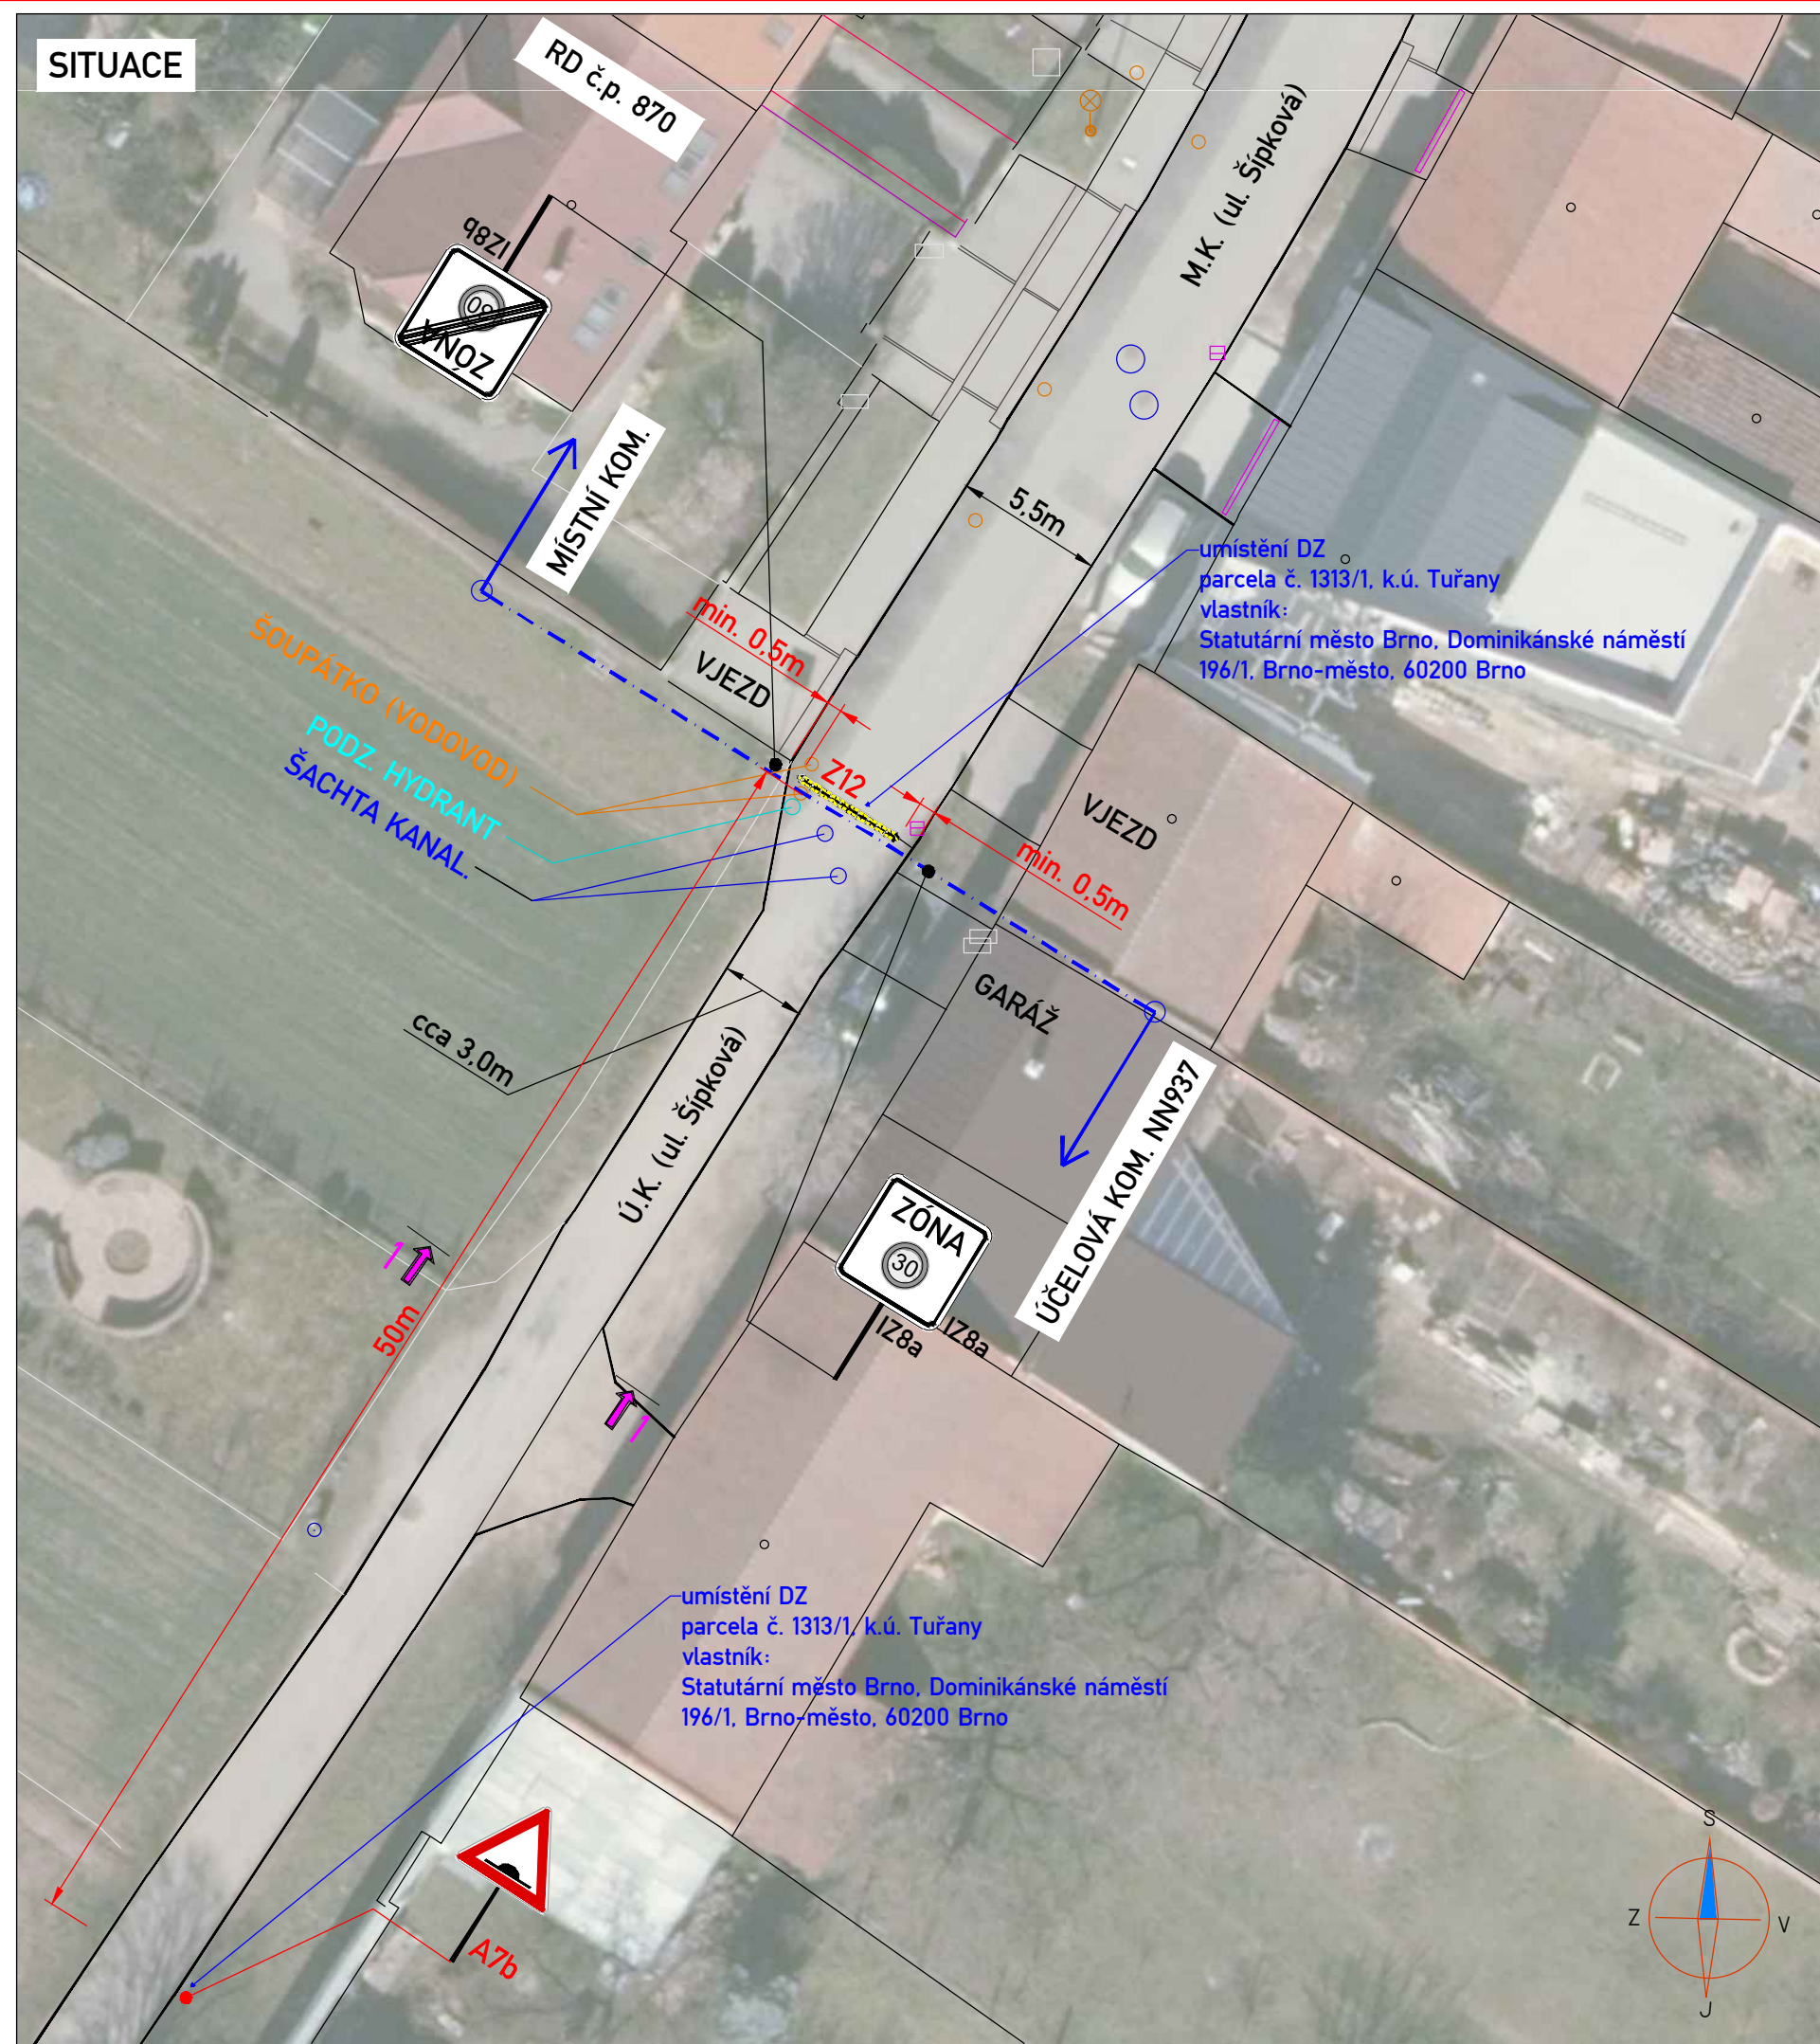 SITUACE
RD č.p. 870
M.K. (ul. Šípková)
IZ8b
ZÓNA
30
MÍSTNÍ KOM.
5,5m
umístění DZ
parcela č. 1313/1, k.ú. Tuřany
vlastník:
Statutární město Brno, Dominikánské náměstí
196/1, Brno-město, 60200 Brno
min. 0,5m
VJEZD
ŠOUPÁTKO (VODOVOD)
PODZ. HYDRANT
ŠACHTA KANAL.
Z12
VJEZD
min. 0,5m
GARÁŽ
cca 3,0m
Ú.K. (ul. Šípková)
ÚČELOVÁ KOM. NN937
ZÓNA
30
IZ8a
IZ8a
1
50m
1
umístění DZ
parcela č. 1313/1, k.ú. Tuřany
vlastník:
Statutární město Brno, Dominikánské náměstí
196/1, Brno-město, 60200 Brno
A7b
S
Z
V
J